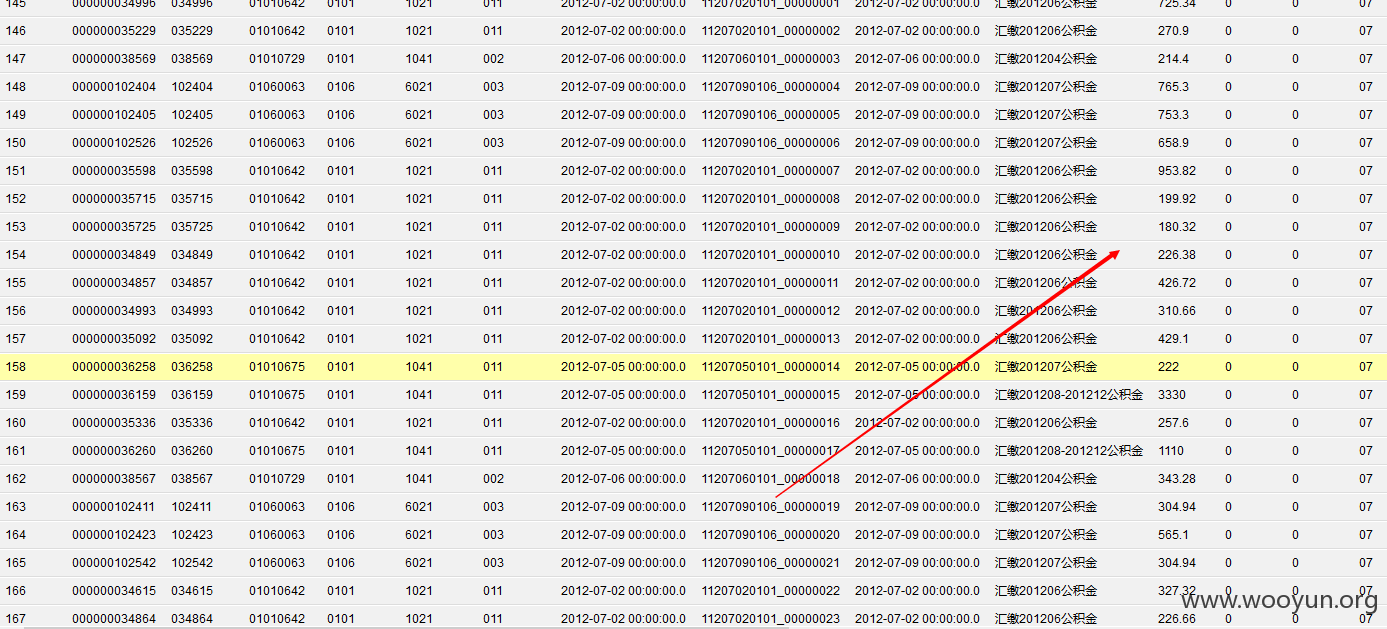 145 000000034996 034996 01010642 0101 1021 011 2012-07-02 00:00:00.0 11207020101_00000001 2012-07-02 00:00:00.0 汇缴201206公积金 725.34 0 0 07
146 000000035229 035229 01010642 0101 1021 011 2012-07-02 00:00:00.0 11207020101_00000002 2012-07-02 00:00:00.0 汇缴201206公积金 270.9 0 0 07
147 000000038569 038569 01010729 0101 1041 002 2012-07-06 00:00:00.0 11207060101_00000003 2012-07-06 00:00:00.0 汇缴201204公积金 214.4 0 0 07
148 000000102404 102404 01060063 0106 6021 003 2012-07-09 00:00:00.0 11207090106_00000004 2012-07-09 00:00:00.0 汇缴201207公积金 765.3 0 0 07
149 000000102405 102405 01060063 0106 6021 003 2012-07-09 00:00:00.0 11207090106_00000005 2012-07-09 00:00:00.0 汇缴201207公积金 753.3 0 0 07
150 000000102526 102526 01060063 0106 6021 003 2012-07-09 00:00:00.0 11207090106_00000006 2012-07-09 00:00:00.0 汇缴201207公积金 658.9 0 0 07
151 000000035598 035598 01010642 0101 1021 011 2012-07-02 00:00:00.0 11207020101_00000007 2012-07-02 00:00:00.0 汇缴201206公积金 953.82 0 0 07
152 000000035715 035715 01010642 0101 1021 011 2012-07-02 00:00:00.0 11207020101_00000008 2012-07-02 00:00:00.0 汇缴201206公积金 199.92 0 0 07
153 000000035725 035725 01010642 0101 1021 011 2012-07-02 00:00:00.0 11207020101_00000009 2012-07-02 00:00:00.0 汇缴201206公积金 180.32 0 0 07
154 000000034849 034849 01010642 0101 1021 011 2012-07-02 00:00:00.0 11207020101_00000010 2012-07-02 00:00:00.0 汇缴201206公积金 226.38 0 0 07
155 000000034857 034857 01010642 0101 1021 011 2012-07-02 00:00:00.0 11207020101_00000011 2012-07-02 00:00:00.0 汇缴201206公积金 426.72 0 0 07
156 000000034993 034993 01010642 0101 1021 011 2012-07-02 00:00:00.0 11207020101_00000012 2012-07-02 00:00:00.0 汇缴201206公积金 310.66 0 0 07
157 000000035092 035092 01010642 0101 1021 011 2012-07-02 00:00:00.0 11207020101_00000013 2012-07-02 00:00:00.0 汇缴201206公积金 429.1 0 0 07
158 000000036258 036258 01010675 0101 1041 011 2012-07-05 00:00:00.0 11207050101_00000014 2012-07-05 00:00:00.0 汇缴201207公积金 222 0 0 07
159 000000036159 036159 01010675 0101 1041 011 2012-07-05 00:00:00.0 11207050101_00000015 2012-07-05 00:00:00.0 汇缴201208-201212公积金 3330 0 0 07
160 000000035336 035336 01010642 0101 1021 011 2012-07-02 00:00:00.0 11207020101_00000016 2012-07-02 00:00:00.0 汇缴201206公积金 257.6 0 0 07
161 000000036260 036260 01010675 0101 1041 011 2012-07-05 00:00:00.0 11207050101_00000017 2012-07-05 00:00:00.0 汇缴201208-201212公积金 1110 0 0 07
162 000000038567 038567 01010729 0101 1041 002 2012-07-06 00:00:00.0 11207060101_00000018 2012-07-06 00:00:00.0 汇缴201204公积金 343.28 0 0 07
163 000000102411 102411 01060063 0106 6021 003 2012-07-09 00:00:00.0 11207090106_00000019 2012-07-09 00:00:00.0 汇缴201207公积金 304.94 0 0 07
164 000000102423 102423 01060063 0106 6021 003 2012-07-09 00:00:00.0 11207090106_00000020 2012-07-09 00:00:00.0 汇缴201207公积金 565.1 0 0 07
165 000000102542 102542 01060063 0106 6021 003 2012-07-09 00:00:00.0 11207090106_00000021 2012-07-09 00:00:00.0 汇缴201207公积金 304.94 0 0 07
166 000000034615 034615 01010642 0101 1021 011 2012-07-02 00:00:00.0 11207020101_00000022 2012-07-02 00:00:00.0 汇缴201206公积金 327.32 0 0 07
www.wooyun.org
167 000000034864 034864 01010642 0101 1021 011 2012-07-02 00:00:00.0 11207020101_00000023 2012-07-02 00:00:00.0 汇缴201206公积金 226.66 0 0 07